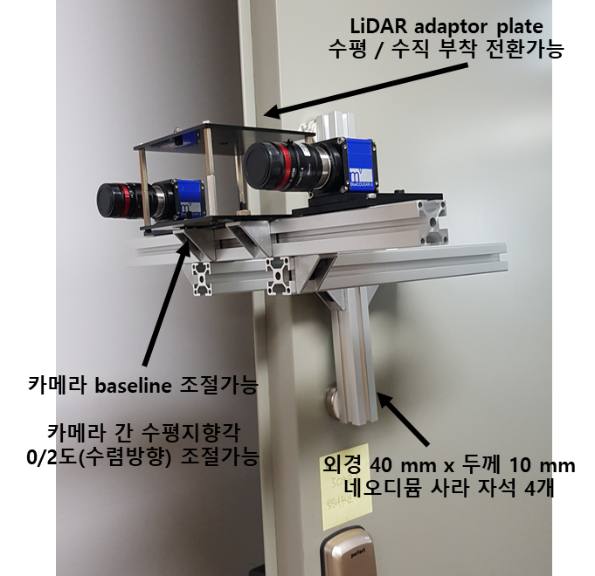 LiDAR adaptor plate
수평 / 수직 부착 전환가능
카메라 baseline 조절가능
카메라 간 수평지향각
0/2도(수렴방향) 조절가능
외경 40 mm x 두께 10 mm
네오디뮴 사라 자석 4개